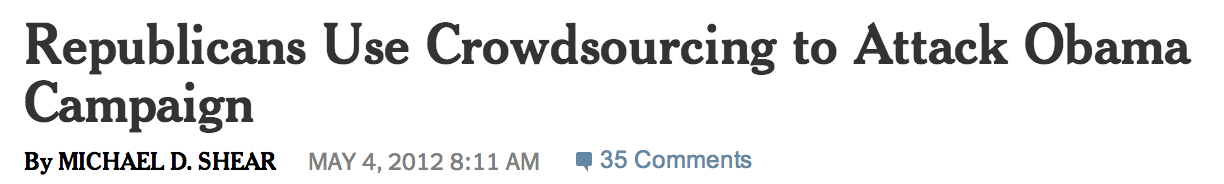 Republicans Use Crowdsourcing to Attack Obama
Campaign
By MICHAEL D. SHEAR MAY 4, 2012 8:11 AM 35 Comments